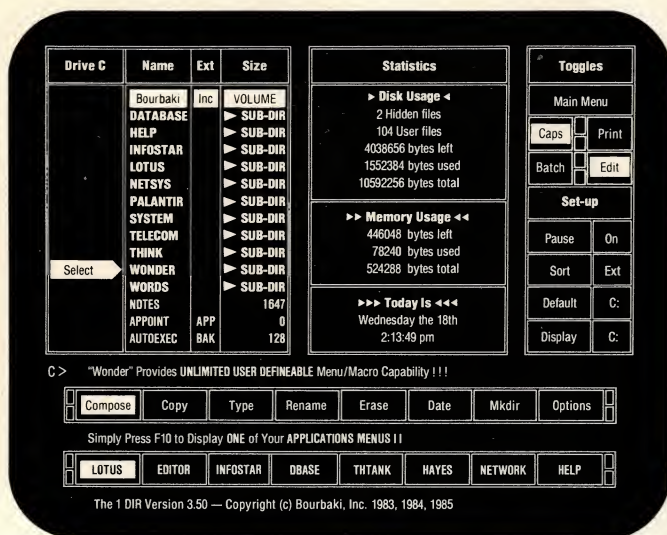 Drive C Name Ext Size
Bourbaki Inc VOLUME
DATABASE ► SUB-DIR
HELP ► SUB-DIR
INFOSTAR ► SUB-DIR
LOTUS ► SUB-DIR
NETSYS ► SUB-DIR
PALANTIR ► SUB-DIR
SYSTEM ► SUB-DIR
TELECOM ► SUB-DIR
THINK ► SUB-DIR
Select WONDER ► SUB-DIR
WORDS ► SUB-DIR
NOTES 1647
APPOINT APP 0
AUTOEXEC BAK 128
Statistics
► Disk Usage ◄
2 Hidden files
104 User files
4038656 bytes left
1552384 bytes used
10592256 bytes total
►► Memory Usage ◄◄
446048 bytes left
78240 bytes used
524288 bytes total
►►► Today Is ◄◄◄
Wednesday the 18th
2:13:49 pm
Toggles
Main Menu
Caps Print
Batch Edit
Set-up
Pause On
Sort Ext
Default C:
Display C:
C > "Wonder" Provides UNLIMITED USER DEFINEABLE Menu/Macro Capability ! ! !
Compose Copy Type Rename Erase Date Mkdir Options
Simply Press F10 to Display ONE of Your APPLICATIONS MENUS ! !
LOTUS EDITOR INFOSTAR DBASE THTANK HAYES NETWORK HELP
The 1 DIR Version 3.50 — Copyright (c) Bourbaki, Inc. 1983, 1984, 1985